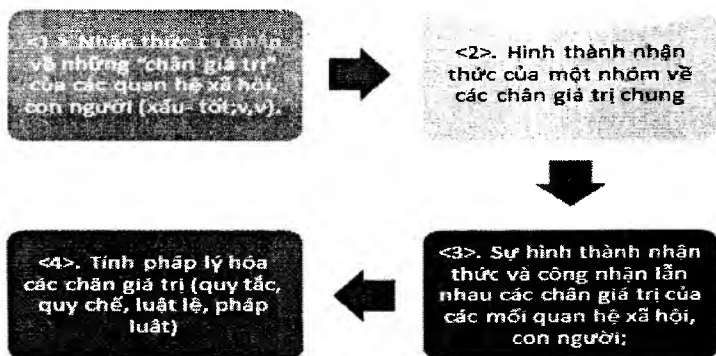 <1>. Nhận thức cá nhân
về những "chân giá trị"
của các quan hệ xã hội,
con người (xấu- tốt;v,v).
<2>. Hình thành nhận
thức của một nhóm về
các chân giá trị chung
<3>. Sự hình thành nhận
thức và công nhận lẫn
nhau các chân giá trị của
các mối quan hệ xã hội,
con người;
<4>. Tính pháp lý hóa
các chân giá trị (quy tắc,
quy chế, luật lệ, pháp
luật)